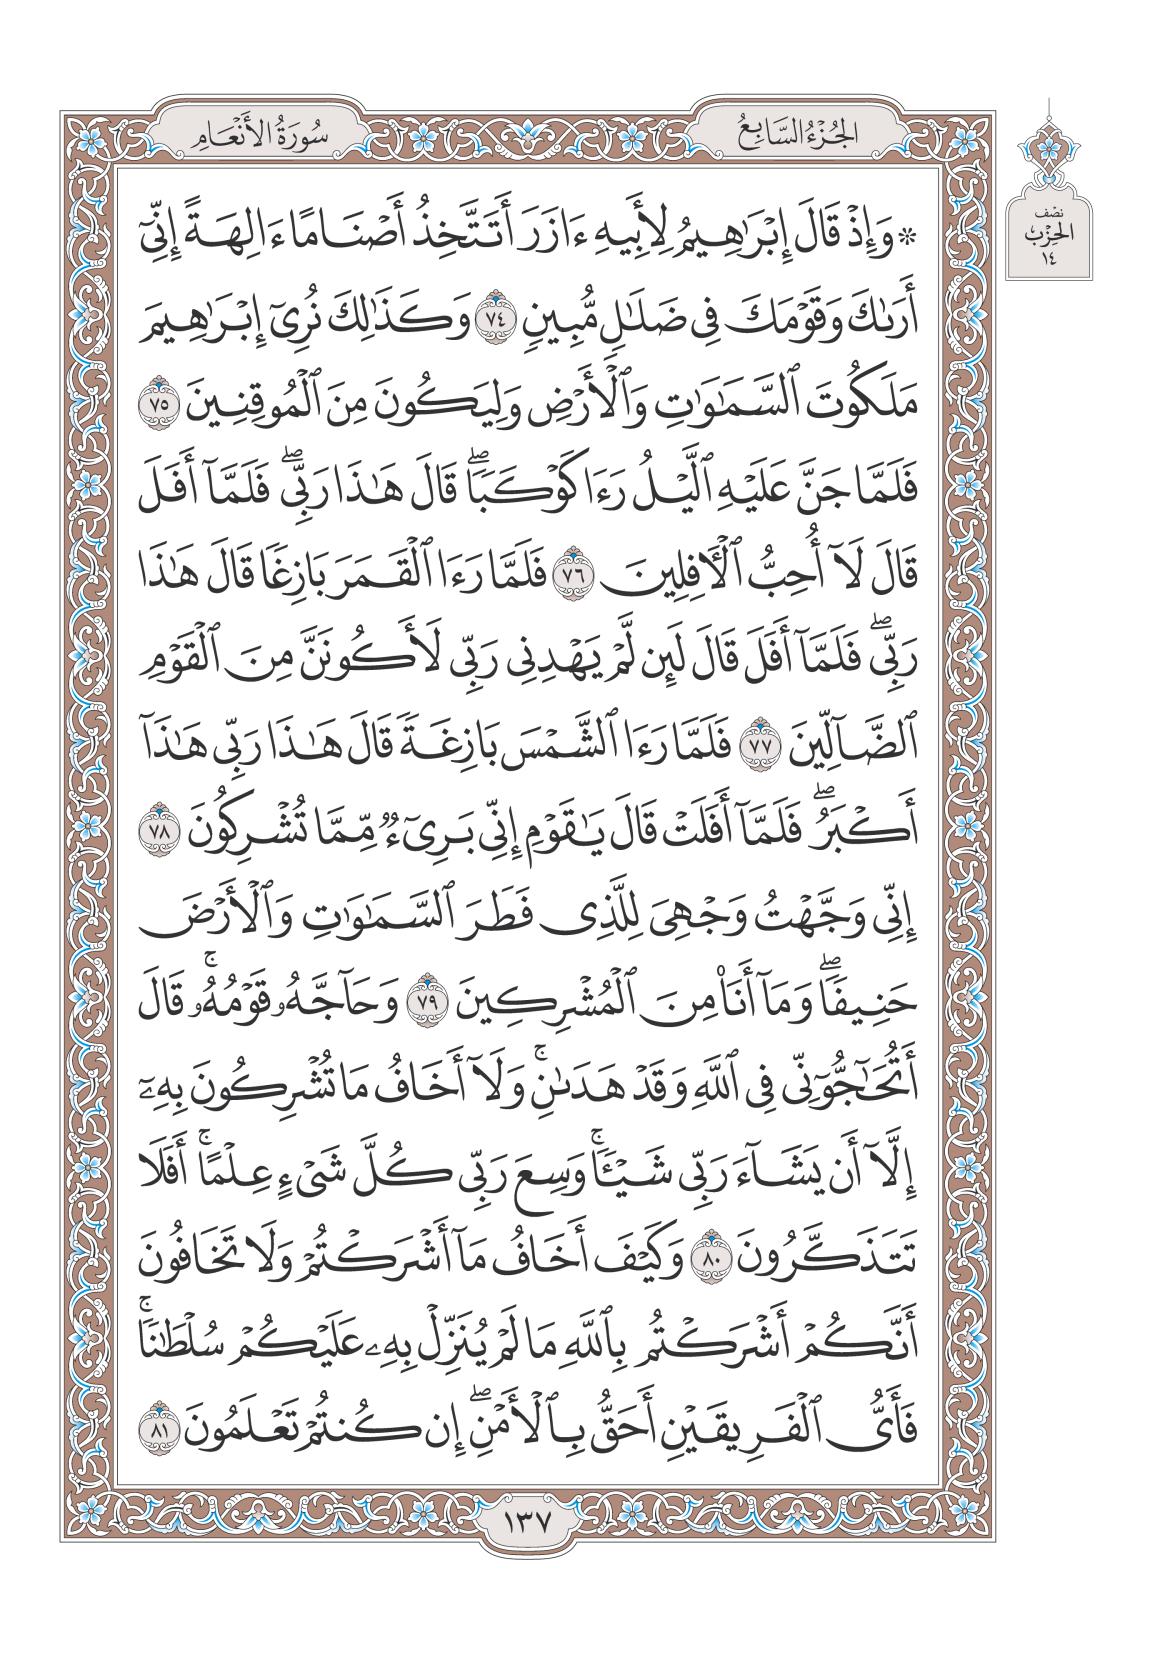 الجُزْءُ السَّابِعُ
سُورَةُ الأَنْعَامِ
نصف
الحزب
١٤
۞ وَإِذْ قَالَ إِبْرَٰهِيمُ لِأَبِيهِ ءَازَرَ أَتَتَّخِذُ أَصْنَامًا ءَالِهَةً إِنِّيٓ
أَرَىٰكَ وَقَوْمَكَ فِي ضَلَٰلٖ مُّبِينٖ ٧٤ وَكَذَٰلِكَ نُرِيٓ إِبْرَٰهِيمَ
مَلَكُوتَ ٱلسَّمَٰوَٰتِ وَٱلْأَرْضِ وَلِيَكُونَ مِنَ ٱلْمُوقِنِينَ ٧٥
فَلَمَّا جَنَّ عَلَيْهِ ٱلَّيْلُ رَءَا كَوْكَبٗاۖ قَالَ هَٰذَا رَبِّيۖ فَلَمَّآ أَفَلَ
قَالَ لَآ أُحِبُّ ٱلْأٓفِلِينَ ٧٦ فَلَمَّا رَءَا ٱلْقَمَرَ بَازِغٗا قَالَ هَٰذَا
رَبِّيۖ فَلَمَّآ أَفَلَ قَالَ لَئِن لَّمْ يَهْدِنِي رَبِّي لَأَكُونَنَّ مِنَ ٱلْقَوْمِ
ٱلضَّآلِّينَ ٧٧ فَلَمَّا رَءَا ٱلشَّمْسَ بَازِغَةٗ قَالَ هَٰذَا رَبِّي هَٰذَآ
أَكْبَرُۖ فَلَمَّآ أَفَلَتْ قَالَ يَٰقَوْمِ إِنِّي بَرِيٓءٞ مِّمَّا تُشْرِكُونَ ٧٨
إِنِّي وَجَّهْتُ وَجْهِيَ لِلَّذِي فَطَرَ ٱلسَّمَٰوَٰتِ وَٱلْأَرْضَ
حَنِيفٗاۖ وَمَآ أَنَا۠ مِنَ ٱلْمُشْرِكِينَ ٧٩ وَحَآجَّهُۥ قَوْمُهُۥۚ قَالَ
أَتُحَٰٓجُّوٓنِّي فِي ٱللَّهِ وَقَدْ هَدَىٰنِۚ وَلَآ أَخَافُ مَا تُشْرِكُونَ بِهِۦٓ
إِلَّآ أَن يَشَآءَ رَبِّي شَيْـٔٗاۚ وَسِعَ رَبِّي كُلَّ شَيْءٍ عِلْمًاۚ أَفَلَا
تَتَذَكَّرُونَ ٨٠ وَكَيْفَ أَخَافُ مَآ أَشْرَكْتُمْ وَلَا تَخَافُونَ
أَنَّكُمْ أَشْرَكْتُم بِٱللَّهِ مَا لَمْ يُنَزِّلْ بِهِۦ عَلَيْكُمْ سُلْطَٰنٗاۚ
فَأَيُّ ٱلْفَرِيقَيْنِ أَحَقُّ بِٱلْأَمْنِۖ إِن كُنتُمْ تَعْلَمُونَ ٨١
١٣٧